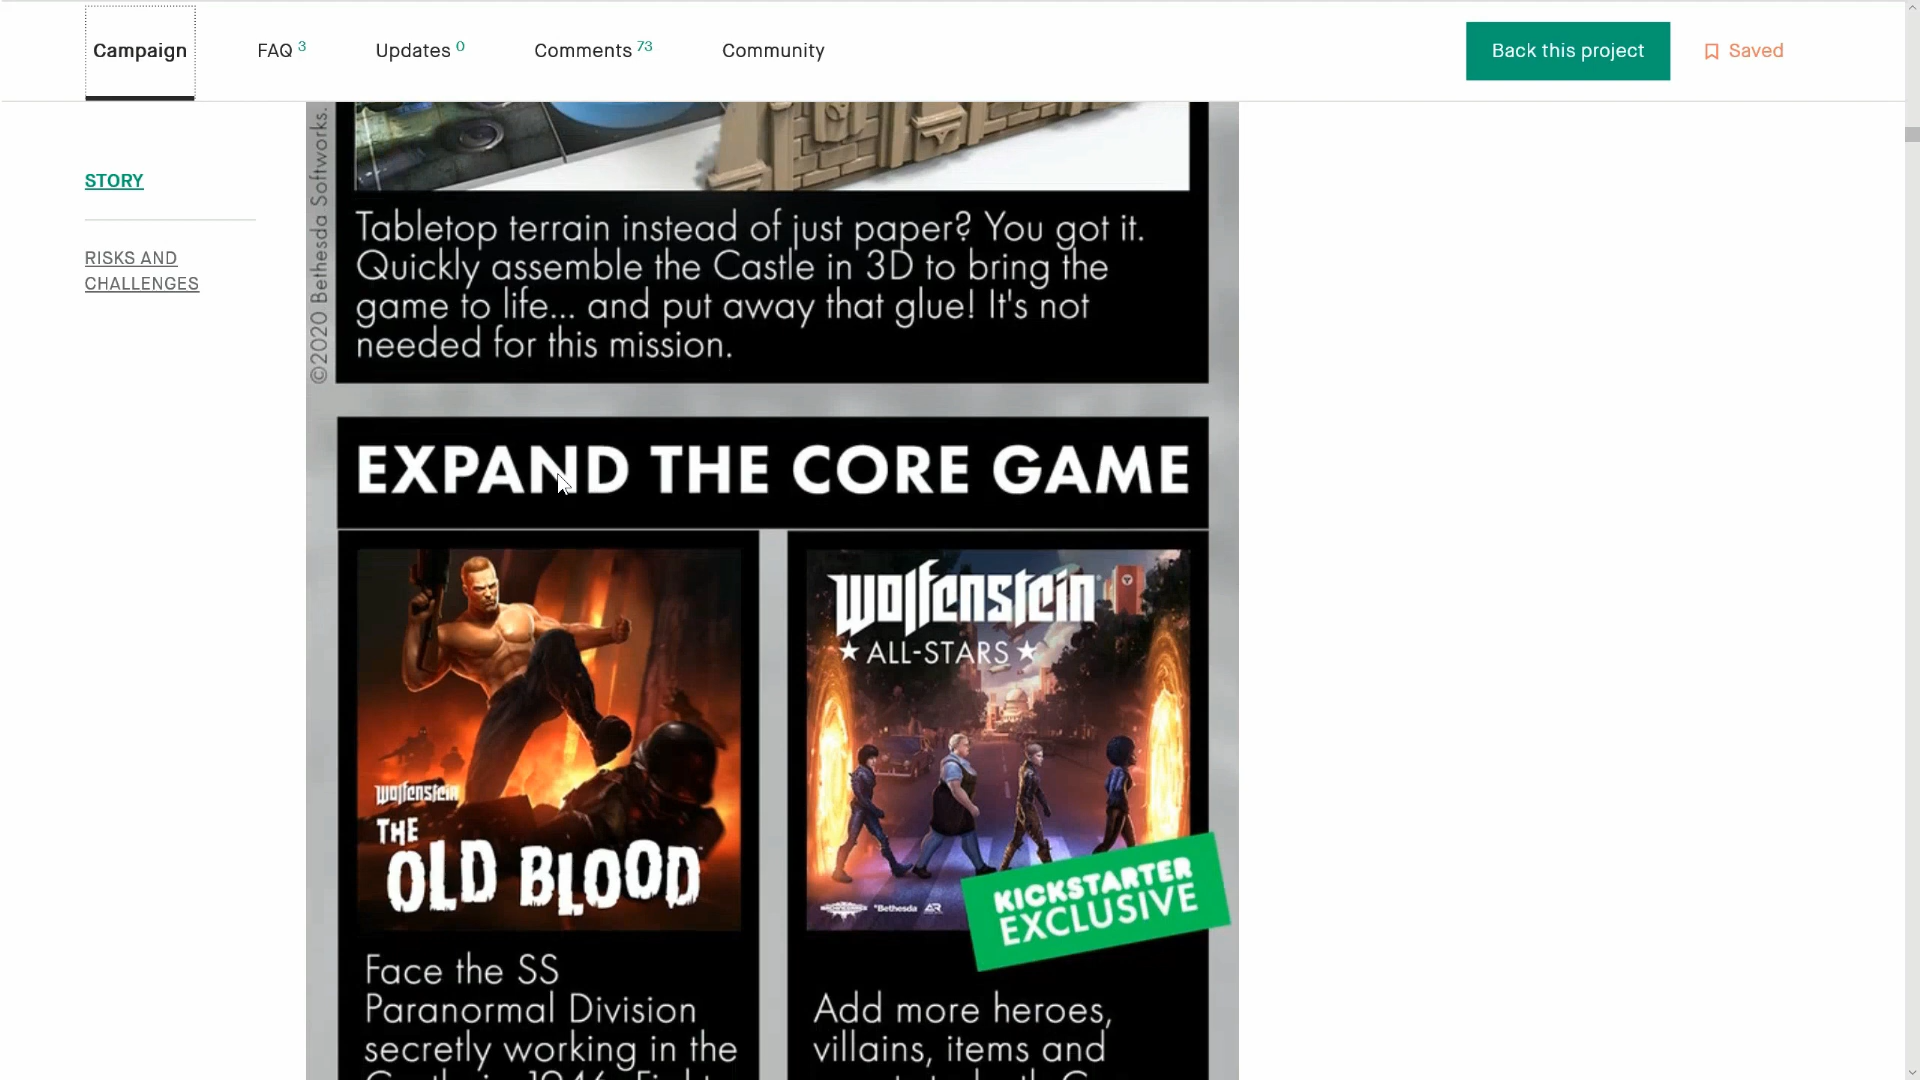 Campaign
FAQ 3
Updates 0
Comments 73
Community
Back this project
Saved
STORY
RISKS AND
CHALLENGES
©2020 Bethesda Softworks.
Tabletop terrain instead of just paper? You got it.
Quickly assemble the Castle in 3D to bring the
game to life... and put away that glue! It's not
needed for this mission.
EXPAND THE CORE GAME
Wolfenstein
THE
OLD BLOOD
Wolfenstein
★ ALL-STARS ★
Bethesda
KICKSTARTER
EXCLUSIVE
Face the SS
Paranormal Division
secretly working in the
Add more heroes,
villains, items and